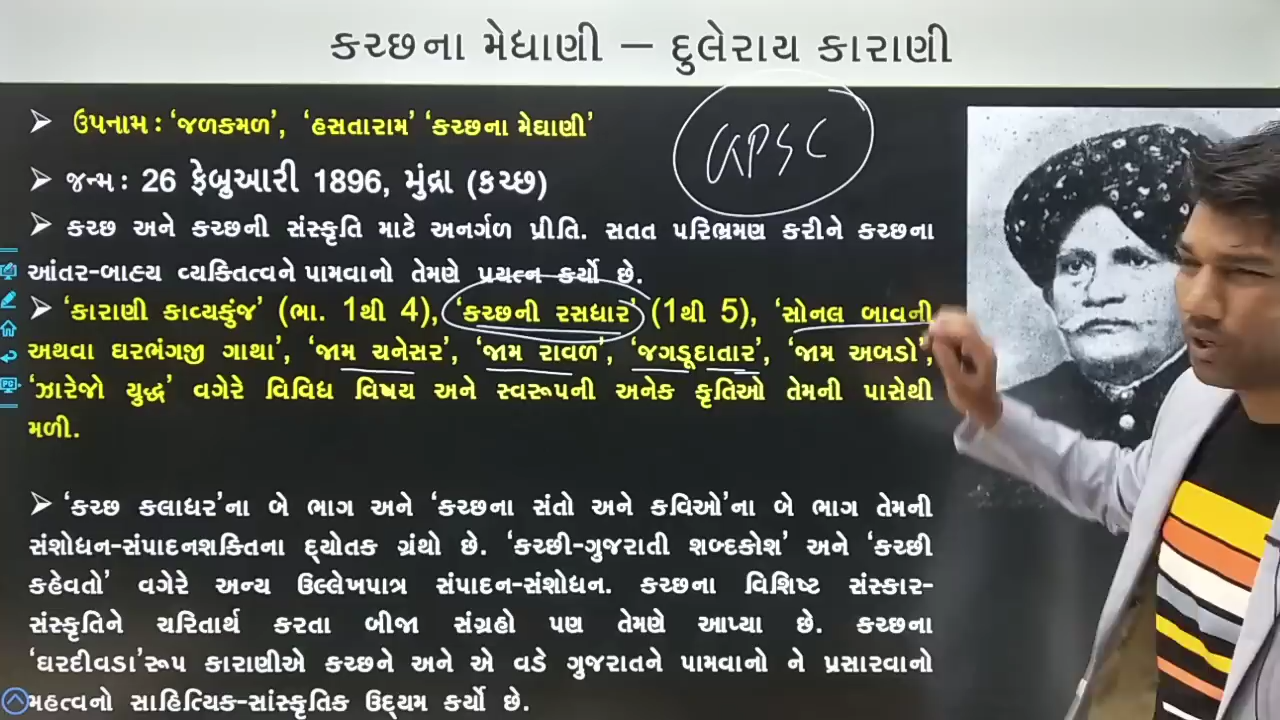 કચ્છના મેઘાણી – દુલેરાય કારાણી
➤ ઉપનામ : ‘જળકમળ’, ‘હસતારામ’ ‘કચ્છના મેઘાણી’
GPSC
➤ જન્મ : 26 ફેબ્રુઆરી 1896, મુંદ્રા (કચ્છ)
➤ કચ્છ અને કચ્છની સંસ્કૃતિ માટે અનર્ગળ પ્રીતિ. સતત પરિભ્રમણ કરીને કચ્છના
આંતર-બાહ્ય વ્યક્તિત્વને પામવાનો તેમણે પ્રયત્ન કર્યો છે.
➤ ‘કારાણી કાવ્યકુંજ’ (ભા. 1થી 4), ‘કચ્છની રસધાર’ (1થી 5), ‘સોનલ બાવની
અથવા ઘરભંગજી ગાથા’, ‘જામ ચનેસર’, ‘જામ રાવળ’, ‘જગડૂદાતાર’, ‘જામ અબડો’,
‘ઝારેજો યુદ્ધ’ વગેરે વિવિધ વિષય અને સ્વરૂપની અનેક કૃતિઓ તેમની પાસેથી
મળી.
➤ ‘કચ્છ કલાધર’ના બે ભાગ અને ‘કચ્છના સંતો અને કવિઓ’ના બે ભાગ તેમની
સંશોધન-સંપાદનશક્તિના દ્યોતક ગ્રંથો છે. ‘કચ્છી-ગુજરાતી શબ્દકોશ’ અને ‘કચ્છી
કહેવતો’ વગેરે અન્ય ઉલ્લેખપાત્ર સંપાદન-સંશોધન. કચ્છના વિશિષ્ટ સંસ્કાર-
સંસ્કૃતિને ચરિતાર્થ કરતા બીજા સંગ્રહો પણ તેમણે આપ્યા છે. કચ્છના
‘ઘરદીવડા’રૂપ કારાણીએ કચ્છને અને એ વડે ગુજરાતને પામવાનો ને પ્રસારવાનો
મહત્વનો સાહિત્યિક-સાંસ્કૃતિક ઉદ્યમ કર્યો છે.